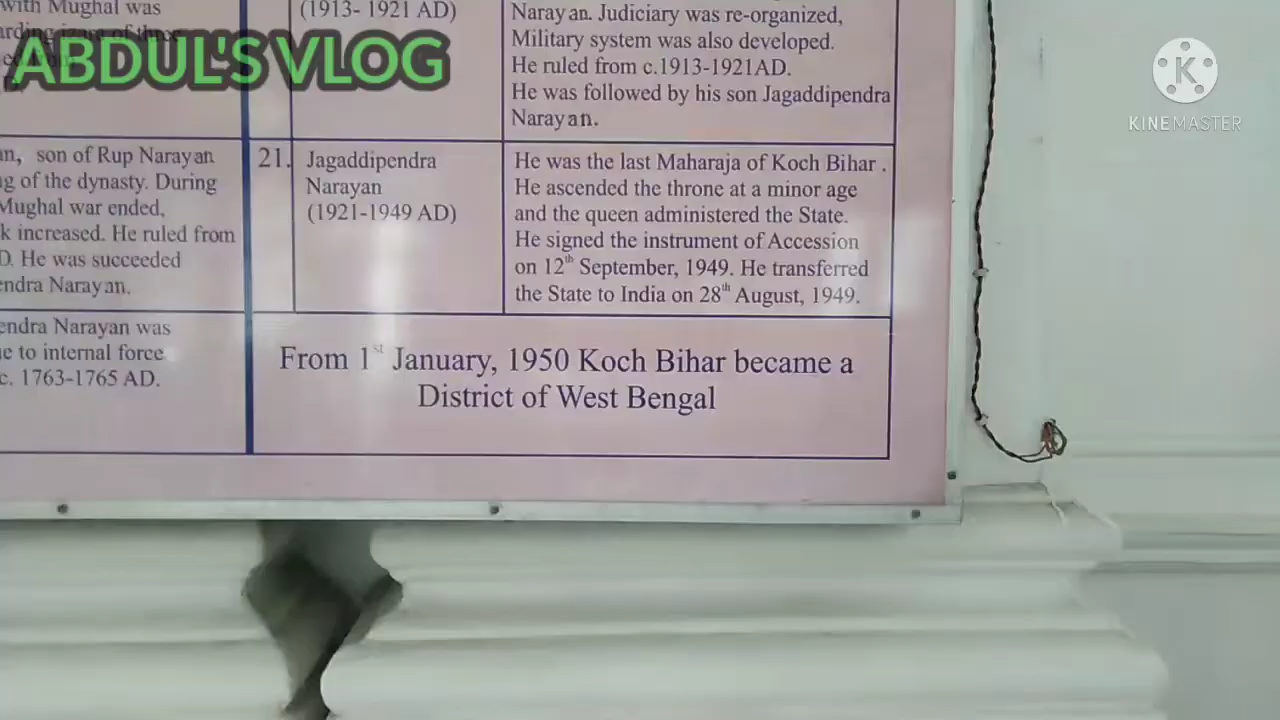 with Mughal was
ABDUL'S VLOG
son of Rup Narayan
of the dynasty. During
Mughal war ended,
increased. He ruled from
He was succeeded
Narayan.
Narayan was
to internal force
c. 1763-1765 AD.
(1913- 1921 AD)
Narayan. Judiciary was re-organized,
Military system was also developed.
He ruled from c.1913-1921AD.
He was followed by his son Jagaddipendra
Narayan.
21. Jagaddipendra
Narayan
(1921-1949 AD)
He was the last Maharaja of Koch Bihar .
He ascended the throne at a minor age
and the queen administered the State.
He signed the instrument of Accession
on 12th September, 1949. He transferred
the State to India on 28th August, 1949.
From 1st January, 1950 Koch Bihar became a
District of West Bengal
K
KINEMASTER